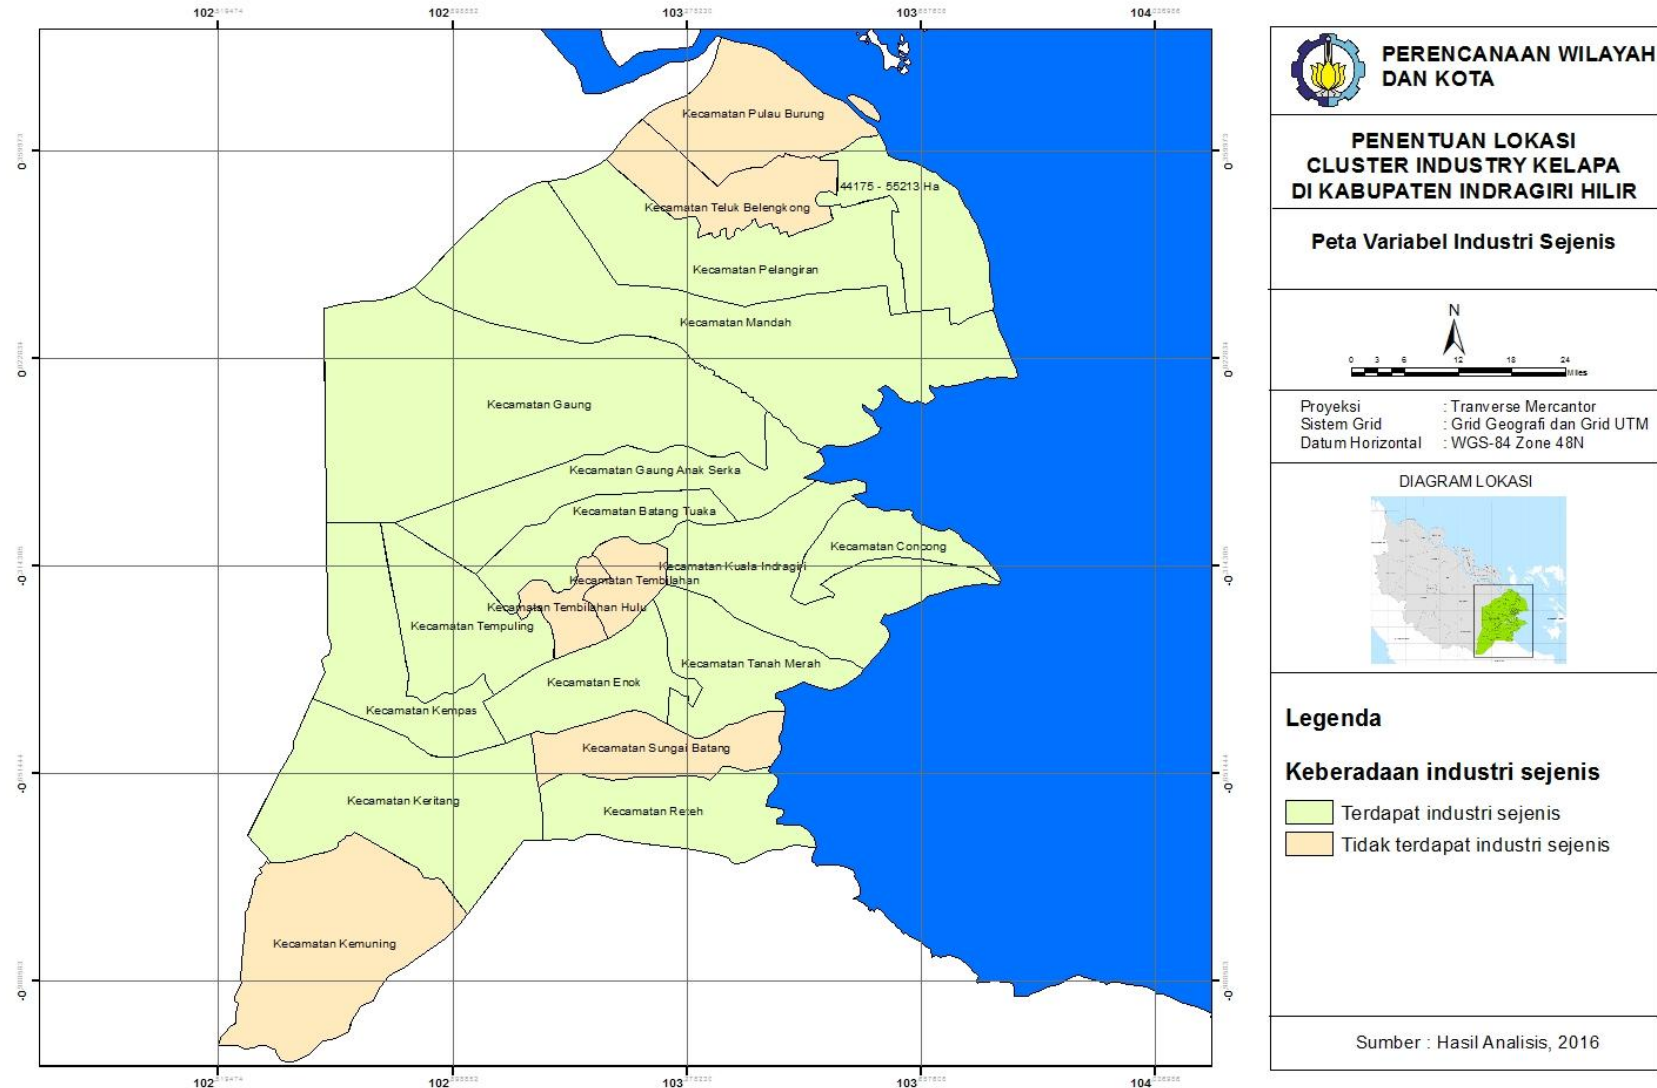 102 102 103 103 104
Kecamatan Pulau Burung
44175 - 55213 Ha
Kecamatan Teluk Belengkong
Kecamatan Pelangiran
Kecamatan Mandah
Kecamatan Gaung
Kecamatan Gaung Anak Serka
Kecamatan Batang Tuaka
Kecamatan Concong
Kecamatan Kuala Indragiri
Kecamatan Tembilahan
Kecamatan Tembilahan Hulu
Kecamatan Tempuling
Kecamatan Tanah Merah
Kecamatan Enok
Kecamatan Kempas
Kecamatan Sungai Batang
Kecamatan Keritang
Kecamatan Reteh
Kecamatan Kemuning
0 0
0 0
-0 -0
-0 -0
-0 -0
102 102 103 103 104
PERENCANAAN WILAYAH
DAN KOTA
PENENTUAN LOKASI
CLUSTER INDUSTRY KELAPA
DI KABUPATEN INDRAGIRI HILIR
Peta Variabel Industri Sejenis
N
0 3 6 12 18 24
Miles
Proyeksi : Tranverse Mercantor
Sistem Grid : Grid Geografi dan Grid UTM
Datum Horizontal : WGS-84 Zone 48N
DIAGRAM LOKASI
Legenda
Keberadaan industri sejenis
Terdapat industri sejenis
Tidak terdapat industri sejenis
Sumber : Hasil Analisis, 2016